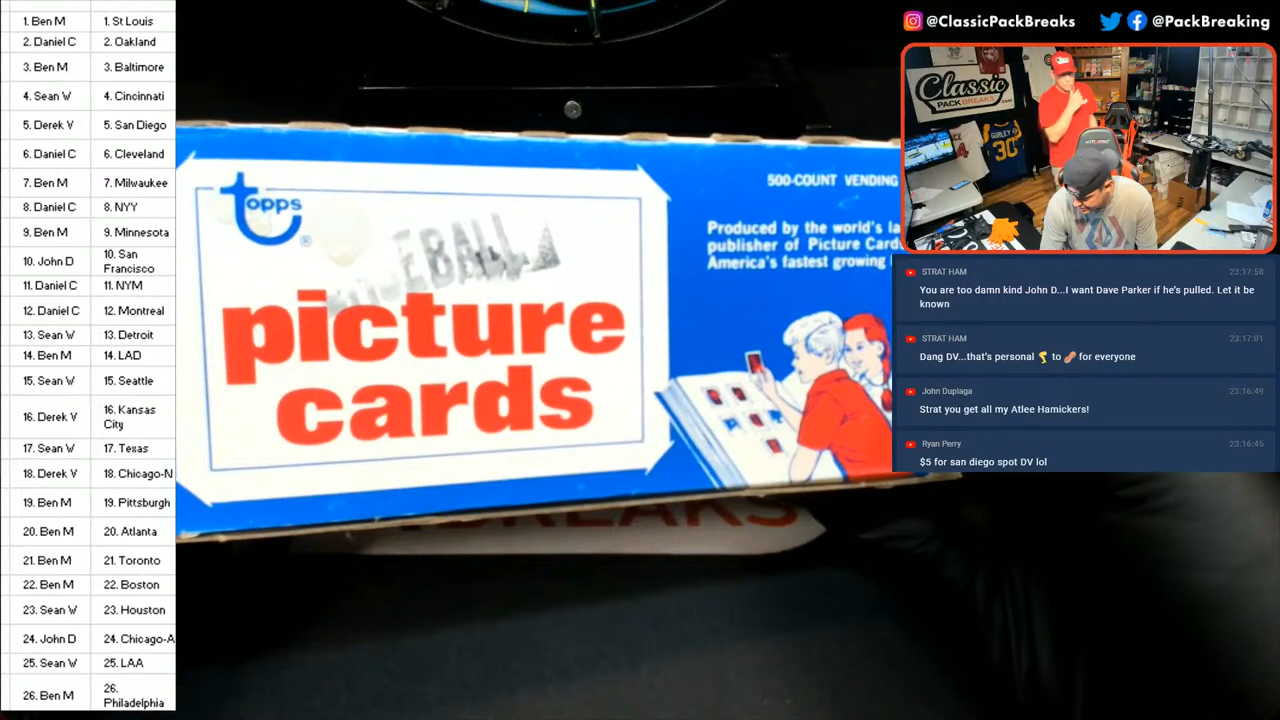 1. Ben M 1. St Louis
2. Daniel C 2. Oakland
3. Ben M 3. Baltimore
4. Sean W 4. Cincinnati
5. Derek V 5. San Diego
6. Daniel C 6. Cleveland
7. Ben M 7. Milwaukee
8. Daniel C 8. NYY
9. Ben M 9. Minnesota
10. John D 10. San
Francisco
11. Daniel C 11. NYM
12. Daniel C 12. Montreal
13. Sean W 13. Detroit
14. Ben M 14. LAD
15. Sean W 15. Seattle
16. Derek V 16. Kansas
City
17. Sean W 17. Texas
18. Derek V 18. Chicago-N
19. Ben M 19. Pittsburgh
20. Ben M 20. Atlanta
21. Ben M 21. Toronto
22. Ben M 22. Boston
23. Sean W 23. Houston
24. John D 24. Chicago-A
25. Sean W 25. LAA
26. Ben M 26.
Philadelphia
topps
®
EBALL
picture
cards
500-COUNT VENDING
Produced by the world's la
publisher of Picture Cards
America's fastest growing
BREAKS
@ClassicPackBreaks @PackBreaking
Classic
PACKBREAKS.com
GURLEY
30
4
STRAT HAM 23:17:58
You are too damn kind John D...I want Dave Parker if he's pulled. Let it be
known
STRAT HAM 23:17:01
Dang DV...that's personal 🦵 to 🥜 for everyone
John Duplaga 23:16:49
Strat you get all my Atlee Hamickers!
Ryan Perry 23:16:45
$5 for san diego spot DV lol